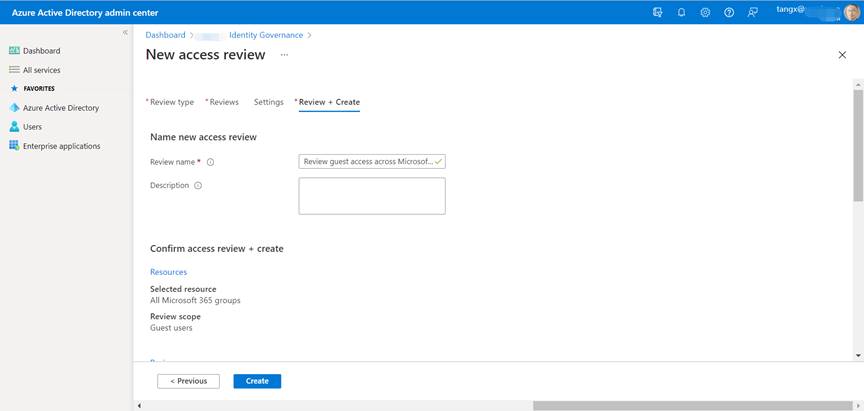 Azure Active Directory admin center
tangx@
«
Dashboard
All services
FAVORITES
Azure Active Directory
Users
Enterprise applications
Dashboard > Identity Governance >
New access review ...
* Review type * Reviews Settings * Review + Create
Name new access review
Review name * Review guest access across Microsof...
Description
Confirm access review + create
Resources
Selected resource
All Microsoft 365 groups
Review scope
Guest users
< Previous Create